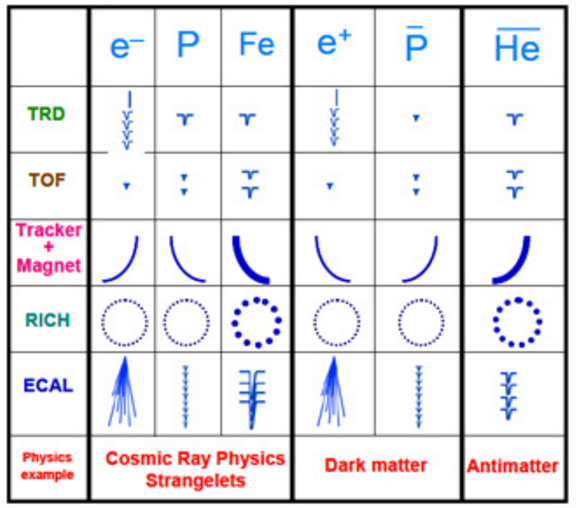 e⁻ P Fe e⁺ P̅ H̅e̅
TRD
TOF
Tracker
+
Magnet
RICH
ECAL
Physics
example
Cosmic Ray Physics
Strangelets
Dark matter
Antimatter